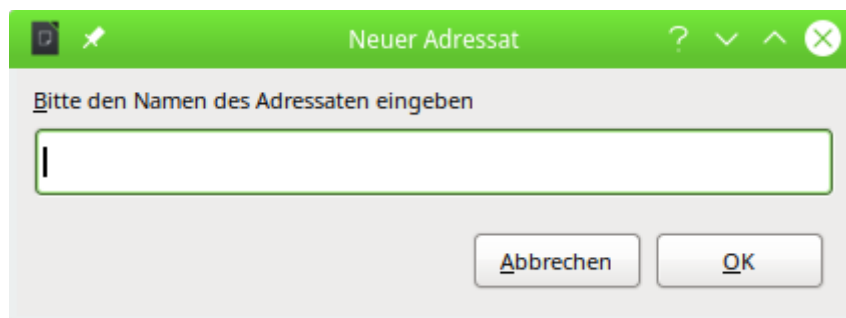 Neuer Adressat
Bitte den Namen des Adressaten eingeben
Abbrechen OK